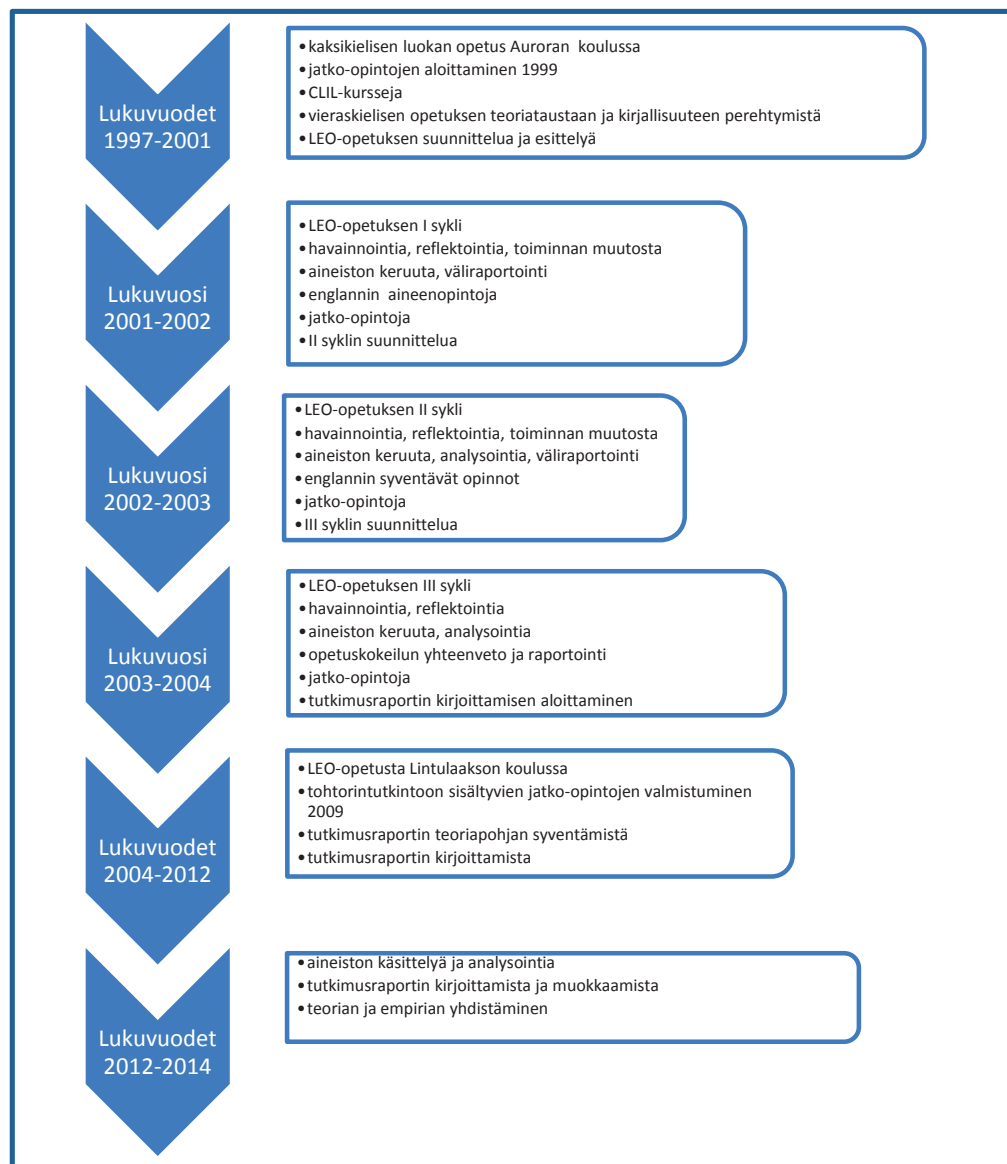 Lukuvuodet
1997-2001
•kaksikielisen luokan opetus Auroran koulussa
•jatko-opintojen aloittaminen 1999
•CLIL-kursseja
•vieraskielisen opetuksen teoriataustaan ja kirjallisuuteen perehtymistä
•LEO-opetuksen suunnittelua ja esittelyä
Lukuvuosi
2001-2002
•LEO-opetuksen I sykli
•havainnointia, reflektointia, toiminnan muutosta
•aineiston keruuta, väliraportointi
•englannin aineenopintoja
•jatko-opintoja
•II syklin suunnittelua
Lukuvuosi
2002-2003
•LEO-opetuksen II sykli
•havainnointia, reflektointia, toiminnan muutosta
•aineiston keruuta, analysointia, väliraportointi
•englannin syventävät opinnot
•jatko-opintoja
•III syklin suunnittelua
Lukuvuosi
2003-2004
•LEO-opetuksen III sykli
•havainnointia, reflektointia
•aineiston keruuta, analysointia
•opetuskokeilun yhteenveto ja raportointi
•jatko-opintoja
•tutkimusraportin kirjoittamisen aloittaminen
Lukuvuodet
2004-2012
•LEO-opetusta Lintulaakson koulussa
•tohtorintutkintoon sisältyvien jatko-opintojen valmistuminen
2009
•tutkimusraportin teoriapohjan syventämistä
•tutkimusraportin kirjoittamista
Lukuvuodet
2012-2014
•aineiston käsittelyä ja analysointia
•tutkimusraportin kirjoittamista ja muokkaamista
•teorian ja empirian yhdistäminen